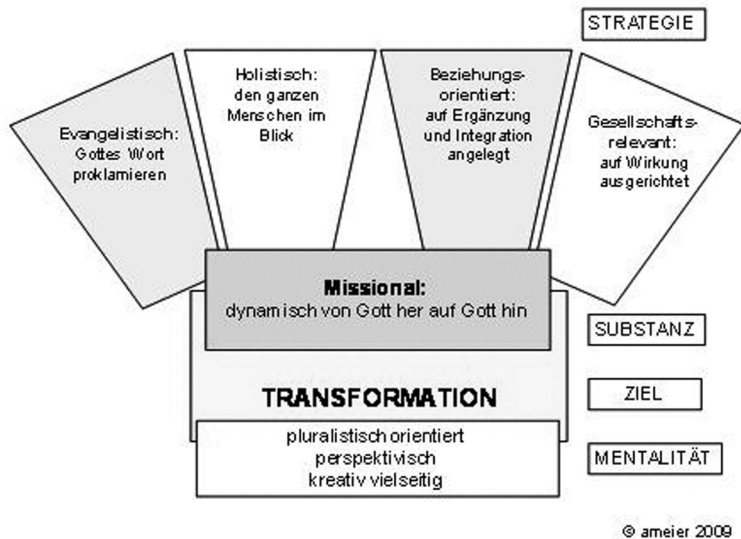 STRATEGIE
Evangelistisch:
Gottes Wort
proklamieren
Holistisch:
den ganzen
Menschen im
Blick
Beziehungs-
orientiert:
auf Ergänzung
und Integration
angelegt
Gesellschafts-
relevant:
auf Wirkung
ausgerichtet
Missional:
dynamisch von Gott her auf Gott hin
SUBSTANZ
TRANSFORMATION
ZIEL
pluralistisch orientiert
perspektivisch
kreativ vielseitig
MENTALITÄT
© ameier 2009